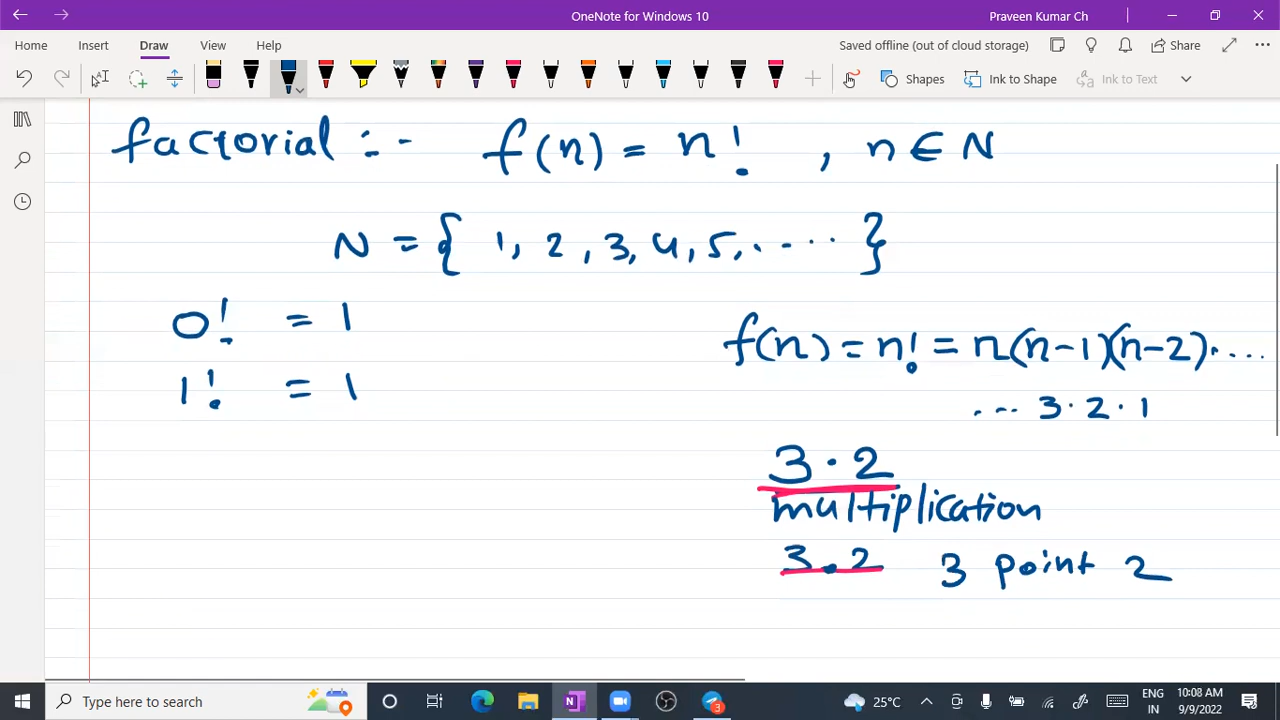 OneNote for Windows 10
Praveen Kumar Ch
Home Insert Draw View Help
Saved offline (out of cloud storage)
Share
Shapes
Ink to Shape
Ink to Text
factorial :- f(n) = n! , n ∈ N
N = { 1, 2, 3, 4, 5, ..... }
0! = 1
f(n) = n! = n(n-1)(n-2)....
1! = 1
... 3·2·1
3·2
multiplication
3.2 3 point 2
Type here to search
3
25°C
ENG
IN
10:08 AM
9/9/2022